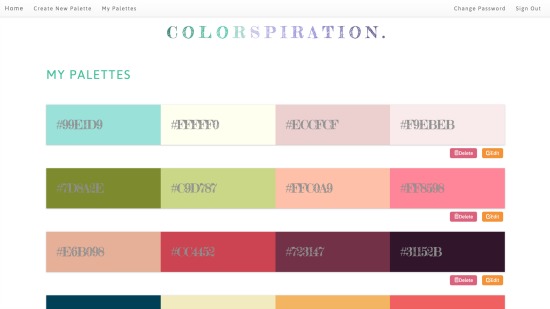 Home Create New Palette My Palettes Change Password Sign Out
COLORSPIRATION.
MY PALETTES
#99E1D9 #FFFFF0 #ECCFCF #F9EBEB
Delete Edit
#7D8A2E #C9D787 #FFC0A9 #FF8598
Delete Edit
#E6B098 #CC4452 #723147 #31152B
Delete Edit